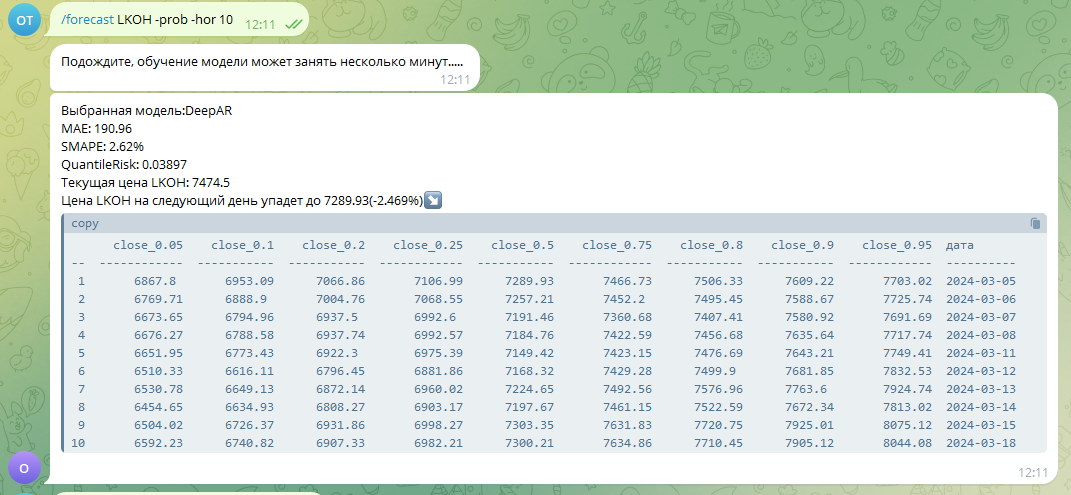 ОТ
/forecast LKOH -prob -hor 10
12:11
Подождите, обучение модели может занять несколько минут.....
12:11
Выбранная модель:DeepAR
MAE: 190.96
SMAPE: 2.62%
QuantileRisk: 0.03897
Текущая цена LKOH: 7474.5
Цена LKOH на следующий день упадет до 7289.93(-2.469%)↘️
copy
close_0.05 close_0.1 close_0.2 close_0.25 close_0.5 close_0.75 close_0.8 close_0.9 close_0.95 дата
-- ------------ ----------- ----------- ------------ ----------- ------------ ----------- ----------- ------------ ----------
1 6867.8 6953.09 7066.86 7106.99 7289.93 7466.73 7506.33 7609.22 7703.02 2024-03-05
2 6769.71 6888.9 7004.76 7068.55 7257.21 7452.2 7495.45 7588.67 7725.74 2024-03-06
3 6673.65 6794.96 6937.5 6992.6 7191.46 7360.68 7407.41 7580.92 7691.69 2024-03-07
4 6676.27 6788.58 6937.74 6992.57 7184.76 7422.59 7456.68 7635.64 7717.74 2024-03-08
5 6651.95 6773.43 6922.3 6975.39 7149.42 7423.15 7476.69 7643.21 7749.41 2024-03-11
6 6510.33 6616.11 6796.45 6881.86 7168.32 7429.28 7499.9 7681.85 7832.53 2024-03-12
7 6530.78 6649.13 6872.14 6960.02 7224.65 7492.56 7576.96 7763.6 7924.74 2024-03-13
8 6454.65 6634.93 6808.27 6903.17 7197.67 7461.15 7522.59 7672.34 7813.02 2024-03-14
9 6504.02 6726.37 6931.86 6998.27 7303.35 7631.83 7720.75 7925.01 8075.12 2024-03-15
10 6592.23 6740.82 6907.33 6982.21 7300.21 7634.86 7710.45 7905.12 8044.08 2024-03-18
О
12:11